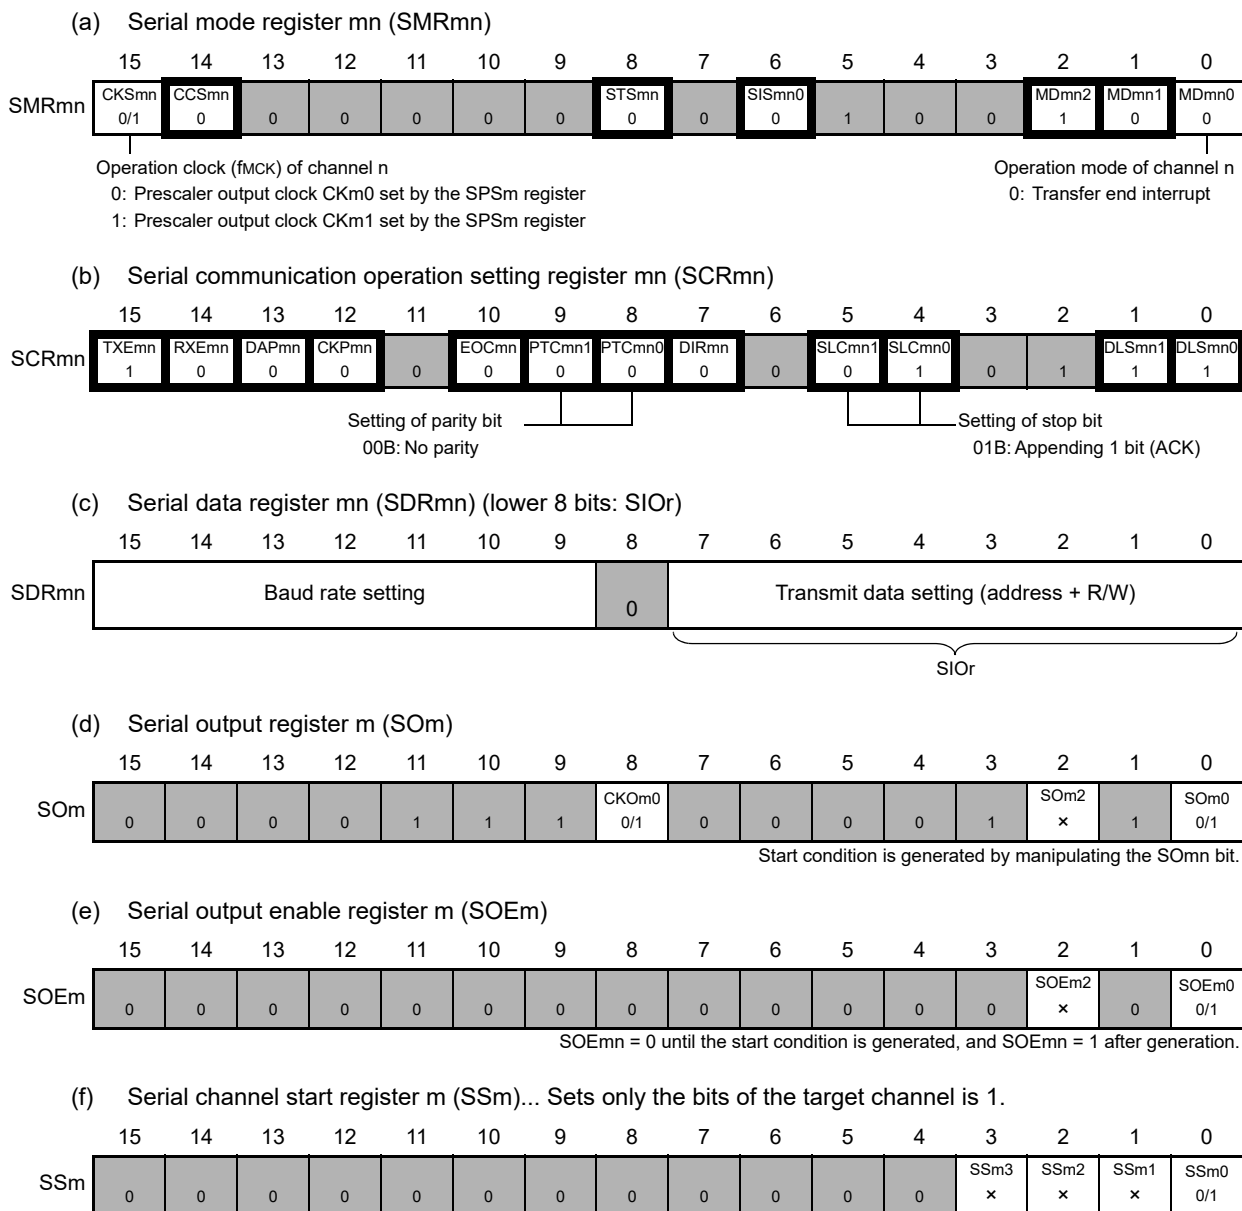 (a) Serial mode register mn (SMRmn)
15 14 13 12 11 10 9 8 7 6 5 4 3 2 1 0
SMRmn CKSmn CCSmn STSmn SISmn0 MDmn2 MDmn1 MDmn0
0/1 0 0 0 0 0 0 0 0 0 1 0 0 1 0 0
Operation clock (fMCK) of channel n Operation mode of channel n
0: Prescaler output clock CKm0 set by the SPSm register 0: Transfer end interrupt
1: Prescaler output clock CKm1 set by the SPSm register
(b) Serial communication operation setting register mn (SCRmn)
15 14 13 12 11 10 9 8 7 6 5 4 3 2 1 0
SCRmn TXEmn RXEmn DAPmn CKPmn EOCmn PTCmn1 PTCmn0 DIRmn SLCmn1 SLCmn0 DLSmn1 DLSmn0
1 0 0 0 0 0 0 0 0 0 0 1 0 1 1 1
Setting of parity bit Setting of stop bit
00B: No parity 01B: Appending 1 bit (ACK)
(c) Serial data register mn (SDRmn) (lower 8 bits: SIOr)
15 14 13 12 11 10 9 8 7 6 5 4 3 2 1 0
SDRmn Baud rate setting 0 Transmit data setting (address + R/W)
SIOr
(d) Serial output register m (SOm)
15 14 13 12 11 10 9 8 7 6 5 4 3 2 1 0
SOm CKOm0 SOm2 SOm0
0 0 0 0 1 1 1 0/1 0 0 0 0 1 × 1 0/1
Start condition is generated by manipulating the SOmn bit.
(e) Serial output enable register m (SOEm)
15 14 13 12 11 10 9 8 7 6 5 4 3 2 1 0
SOEm SOEm2 SOEm0
0 0 0 0 0 0 0 0 0 0 0 0 0 × 0 0/1
SOEmn = 0 until the start condition is generated, and SOEmn = 1 after generation.
(f) Serial channel start register m (SSm)... Sets only the bits of the target channel is 1.
15 14 13 12 11 10 9 8 7 6 5 4 3 2 1 0
SSm SSm3 SSm2 SSm1 SSm0
0 0 0 0 0 0 0 0 0 0 0 0 × × × 0/1